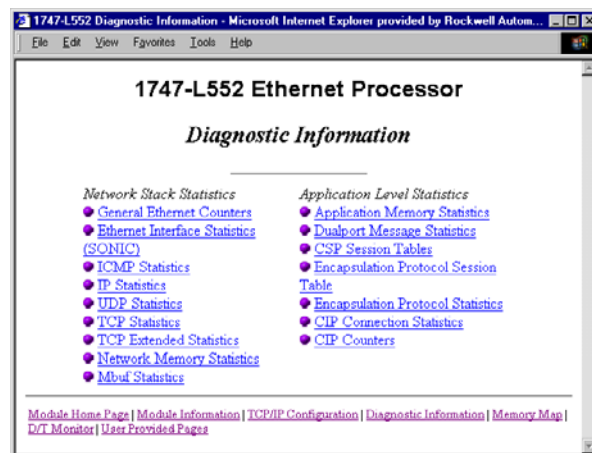 1747-L552 Diagnostic Information - Microsoft Internet Explorer provided by Rockwell Autom...
File Edit View Favorites Tools Help
1747-L552 Ethernet Processor
Diagnostic Information
Network Stack Statistics
General Ethernet Counters
Ethernet Interface Statistics
(SONIC)
ICMP Statistics
IP Statistics
UDP Statistics
TCP Statistics
TCP Extended Statistics
Network Memory Statistics
Mbuf Statistics
Application Level Statistics
Application Memory Statistics
Dualport Message Statistics
CSP Session Tables
Encapsulation Protocol Session
Table
Encapsulation Protocol Statistics
CIP Connection Statistics
CIP Counters
Module Home Page | Module Information | TCP/IP Configuration | Diagnostic Information | Memory Map |
D/T Monitor | User Provided Pages